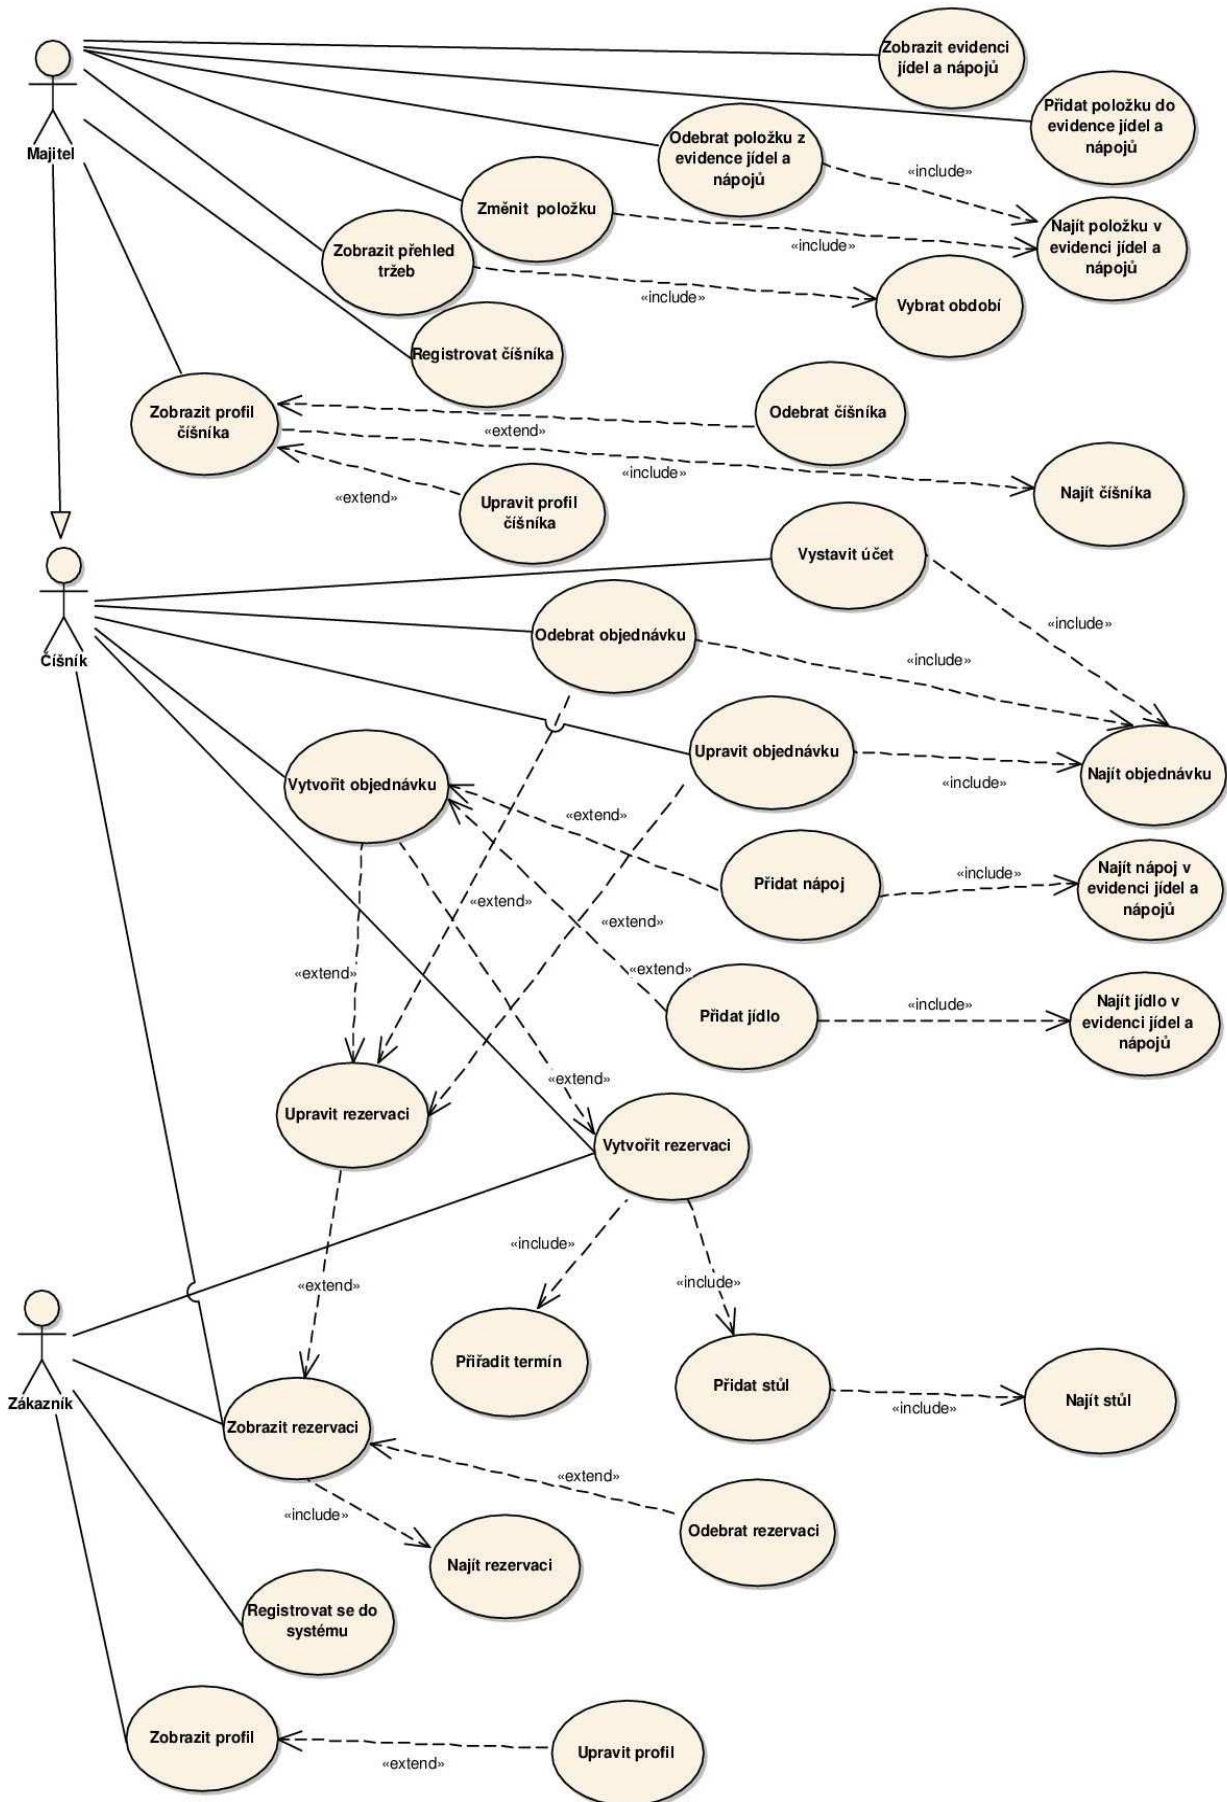 Zobrazit evidenci
jídel a nápojů
Přidat položku do
evidence jídel a
nápojů
Odebrat položku z
evidence jídel a
nápojů
Majitel
«include»
Změnit položku
Najít položku v
evidenci jídel a
nápojů
«include»
Zobrazit přehled
tržeb
«include»
Vybrat období
Registrovat číšníka
Zobrazit profil
číšníka
Odebrat číšníka
«extend»
«include»
Najít číšníka
«extend»
Upravit profil
číšníka
Vystavit účet
«include»
Odebrat objednávku
Číšník
«include»
Upravit objednávku
Najít objednávku
«include»
Vytvořit objednávku
«extend»
Přidat nápoj
«include»
Najít nápoj v
evidenci jídel a
nápojů
«extend»
«extend»
«extend»
«extend»
Přidat jídlo
«include»
Najít jídlo v
evidenci jídel a
nápojů
«extend»
Upravit rezervaci
Vytvořit rezervaci
«include»
«include»
«extend»
Přiřadit termín
Přidat stůl
«include»
Najít stůl
Zákazník
Zobrazit rezervaci
«extend»
«include»
Odebrat rezervaci
Najít rezervaci
Registrovat se do
systému
Zobrazit profil
«extend»
Upravit profil